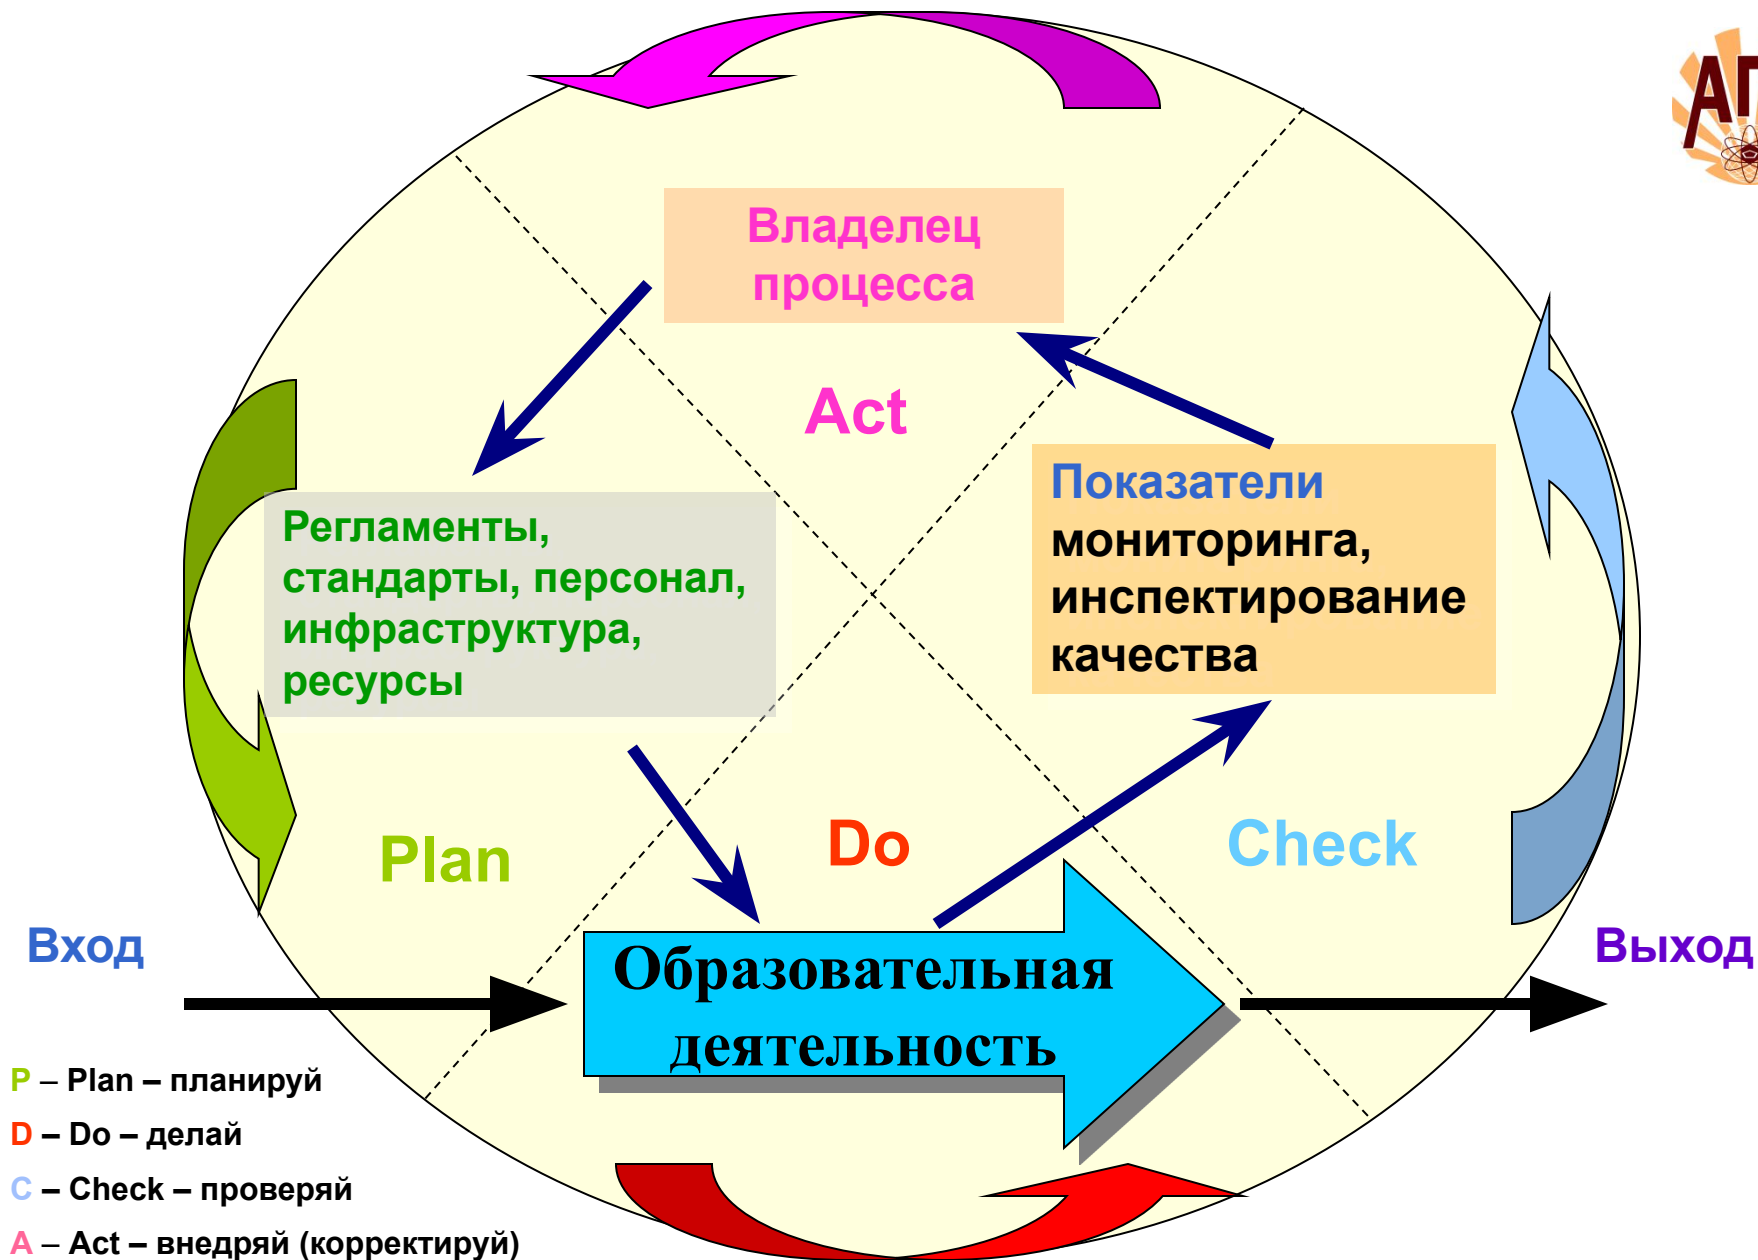 Владелец
процесса
Act
Регламенты,
стандарты, персонал,
инфраструктура,
ресурсы
Показатели
мониторинга,
инспектирование
качества
Plan
Do
Check
Вход
Образовательная
деятельность
Выход
P – Plan – планируй
D – Do – делай
C – Check – проверяй
A – Act – внедряй (корректируй)